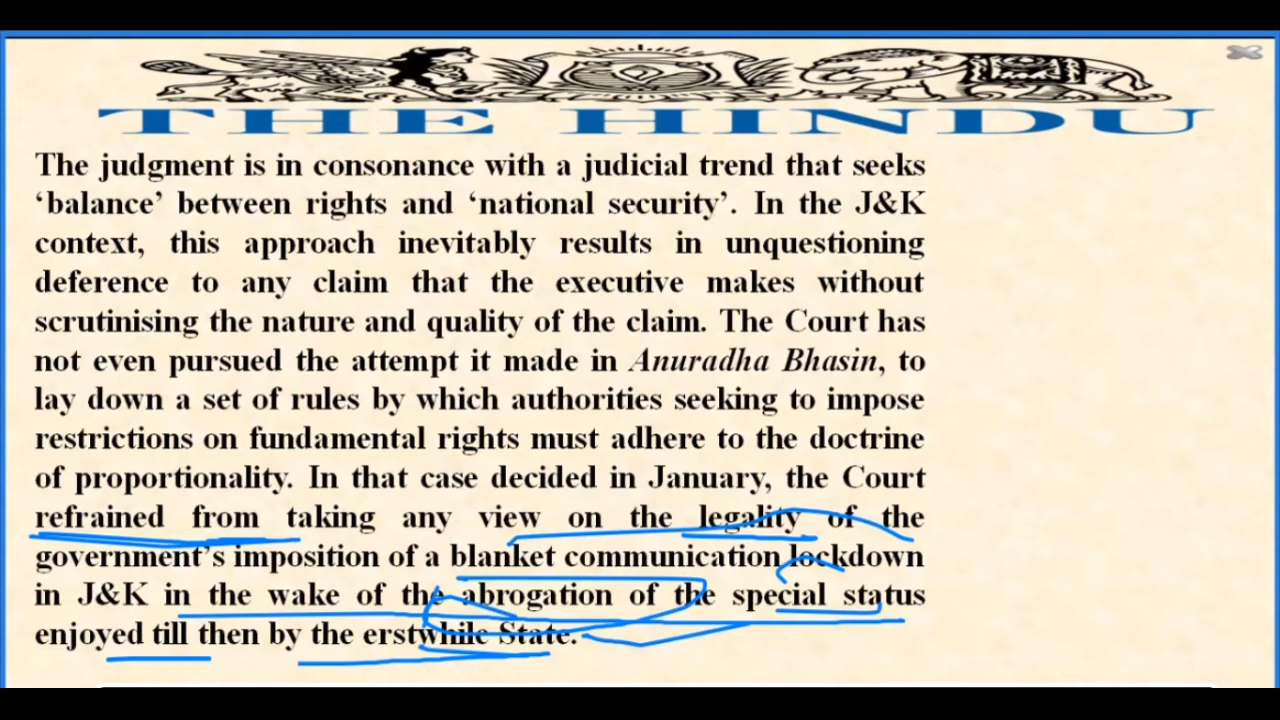 THE HINDU
The judgment is in consonance with a judicial trend that seeks
‘balance’ between rights and ‘national security’. In the J&K
context, this approach inevitably results in unquestioning
deference to any claim that the executive makes without
scrutinising the nature and quality of the claim. The Court has
not even pursued the attempt it made in Anuradha Bhasin, to
lay down a set of rules by which authorities seeking to impose
restrictions on fundamental rights must adhere to the doctrine
of proportionality. In that case decided in January, the Court
refrained from taking any view on the legality of the
government’s imposition of a blanket communication lockdown
in J&K in the wake of the abrogation of the special status
enjoyed till then by the erstwhile State.